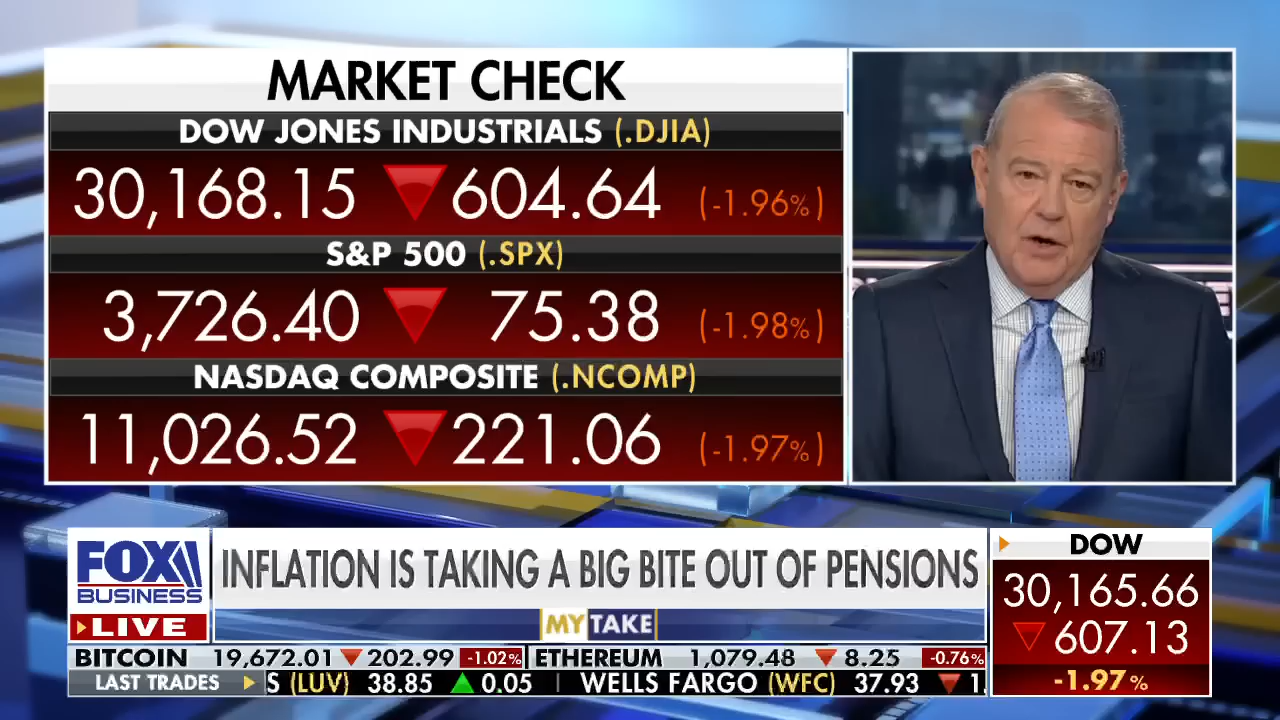 MARKET CHECK
DOW JONES INDUSTRIALS (.DJIA)
30,168.15 ▼ 604.64 (-1.96%)
S&P 500 (.SPX)
3,726.40 ▼ 75.38 (-1.98%)
NASDAQ COMPOSITE (.NCOMP)
11,026.52 ▼ 221.06 (-1.97%)
FOX
BUSINESS
LIVE
INFLATION IS TAKING A BIG BITE OUT OF PENSIONS
MY TAKE
DOW
30,165.66
▼ 607.13
-1.97%
BITCOIN 19,672.01 ▼ 202.99 -1.02% ETHEREUM 1,079.48 ▼ 8.25 -0.76%
LAST TRADES S (LUV) 38.85 ▲ 0.05 | WELLS FARGO (WFC) 37.93 ▼ 1.